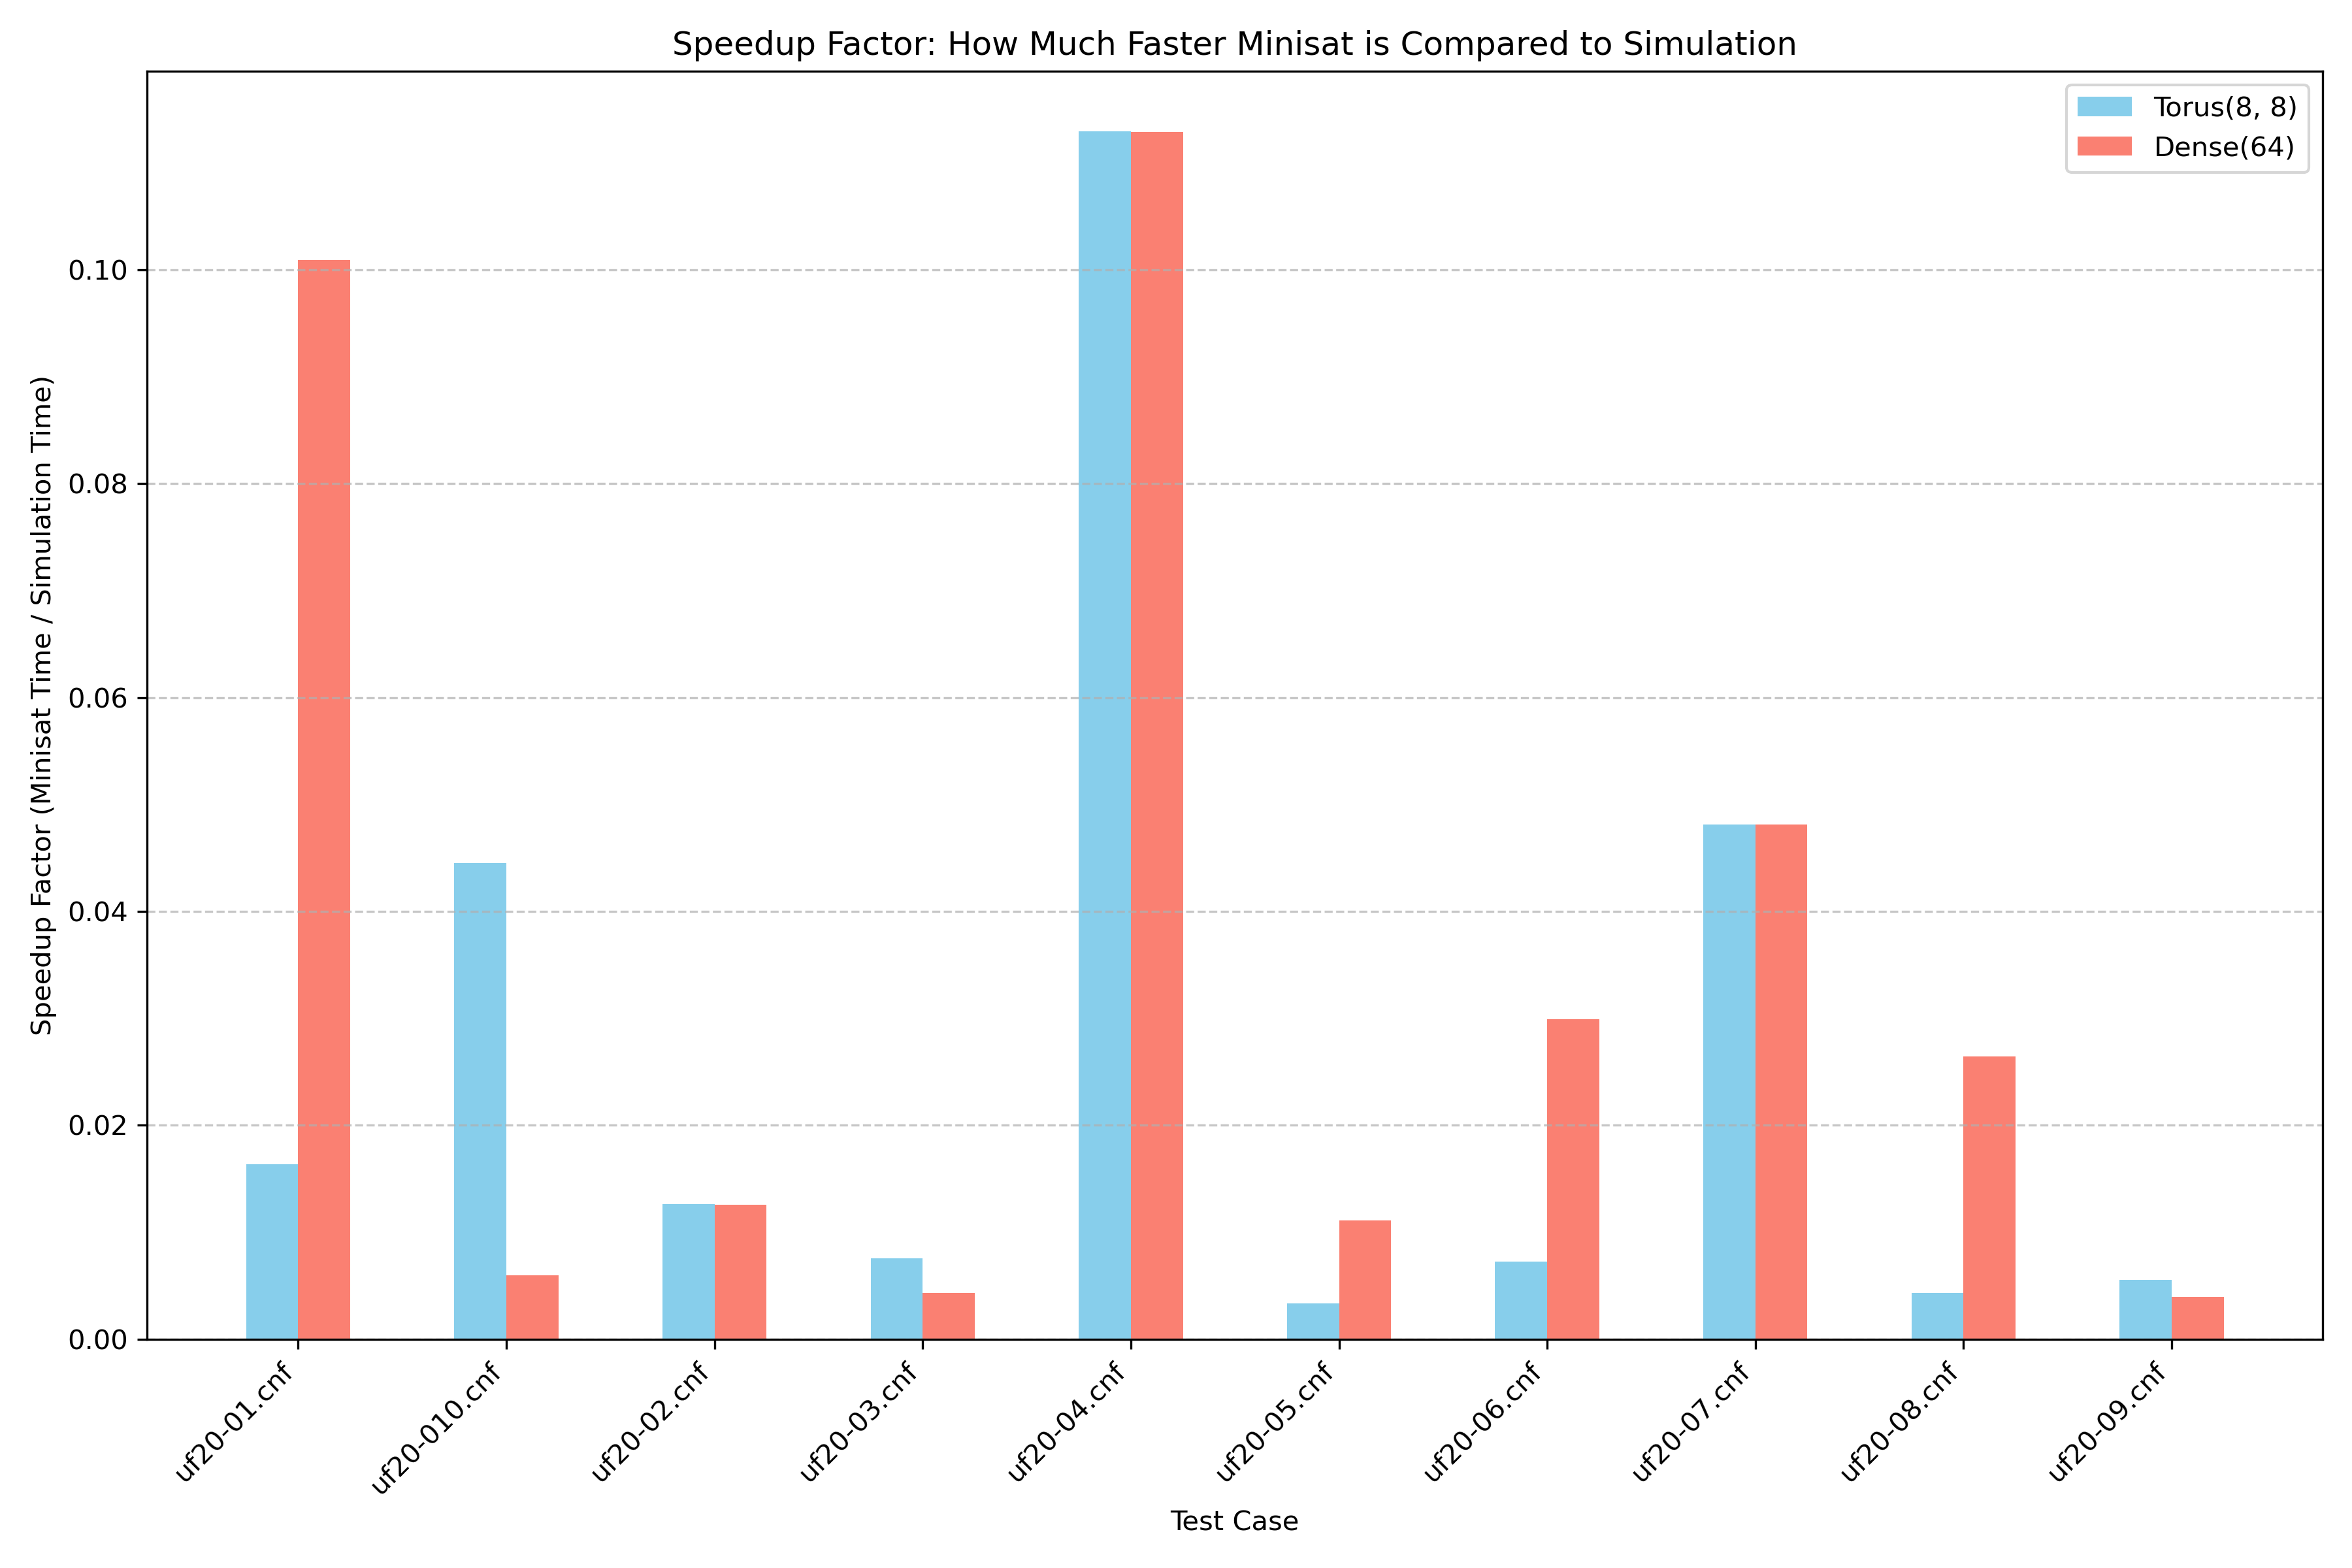 Speedup Factor: How Much Faster Minisat is Compared to Simulation
Torus(8, 8)
Dense(64)
Speedup Factor (Minisat Time / Simulation Time)
0.10
0.08
0.06
0.04
0.02
0.00
uf20-01.cnf
uf20-010.cnf
uf20-02.cnf
uf20-03.cnf
uf20-04.cnf
uf20-05.cnf
uf20-06.cnf
uf20-07.cnf
uf20-08.cnf
uf20-09.cnf
Test Case